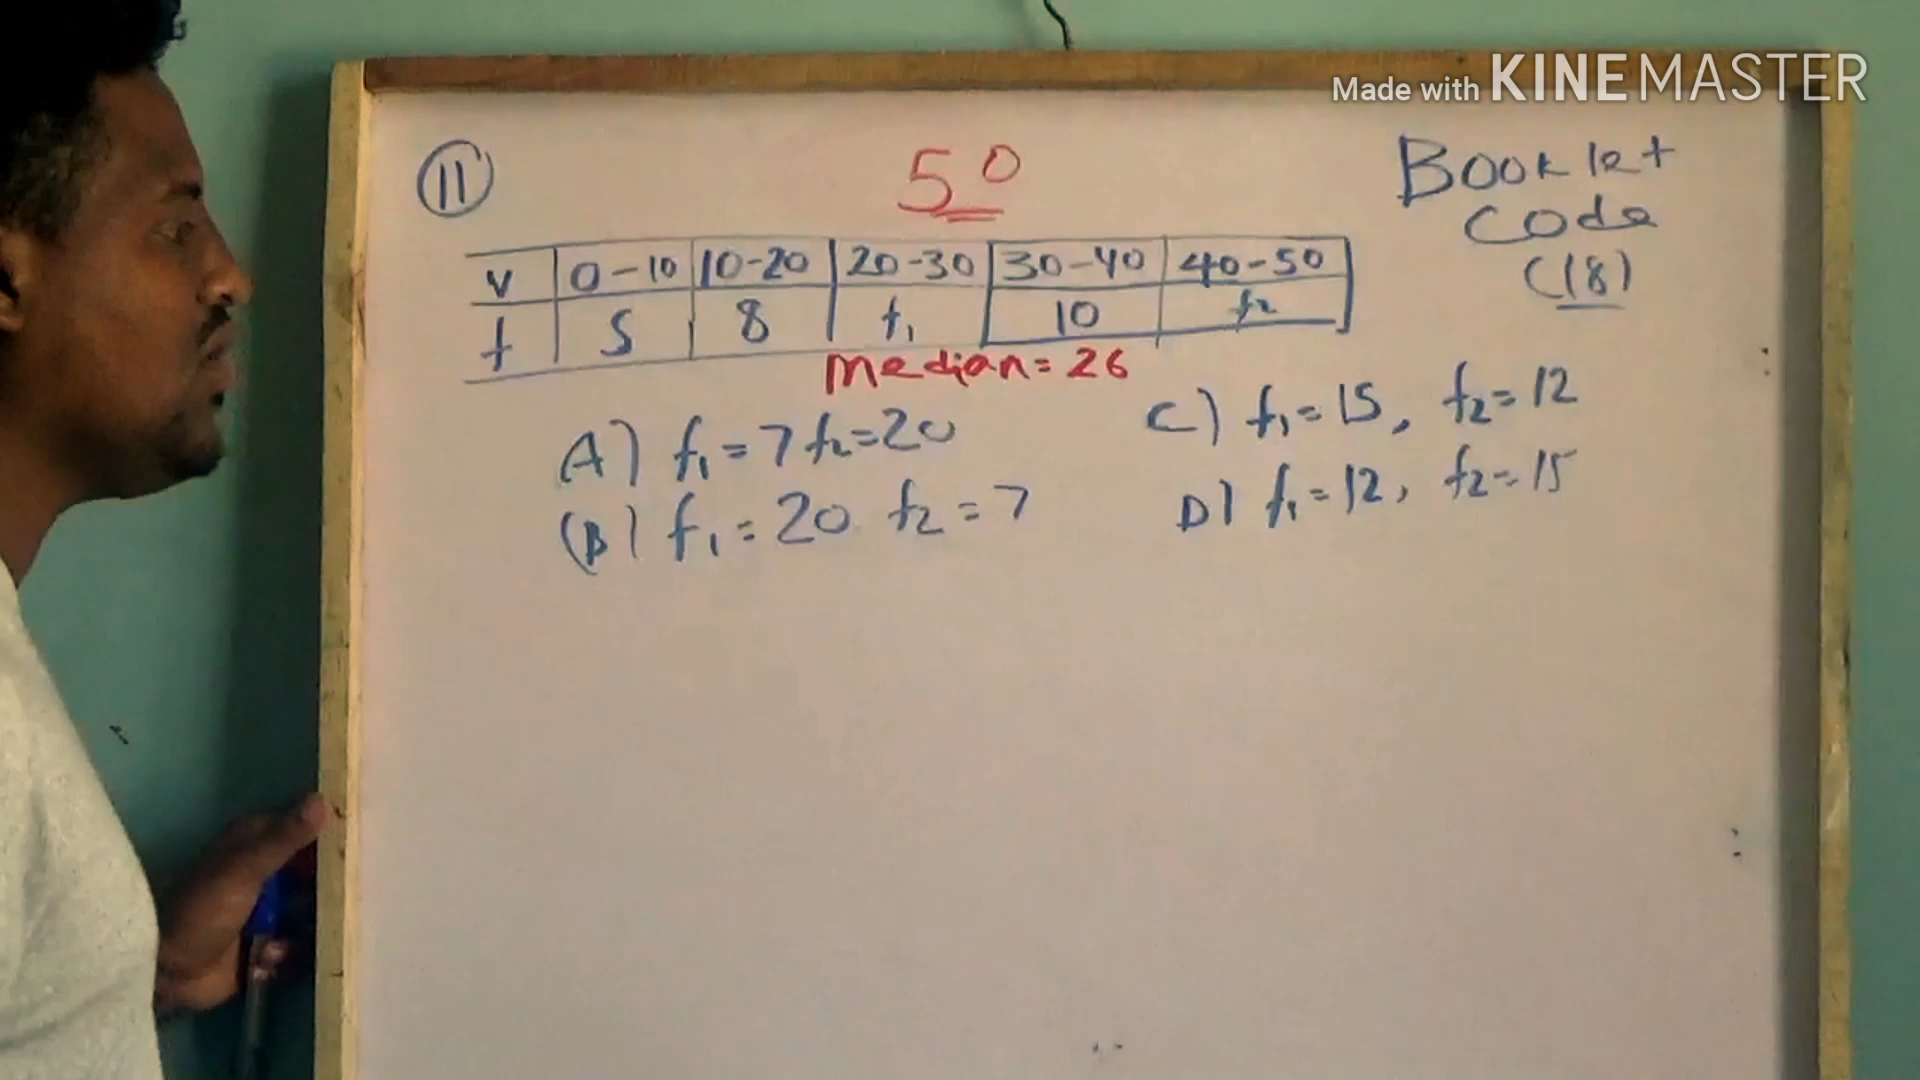 Made with KINEMASTER
11
50
Booklet
code
(18)
v 0-10 10-20 20-30 30-40 40-50
f 5 8 f₁ 10 f₂
Median = 26
A) f₁ = 7 f₂ = 20
(B) f₁ = 20 f₂ = 7
C) f₁ = 15, f₂ = 12
D) f₁ = 12, f₂ = 15